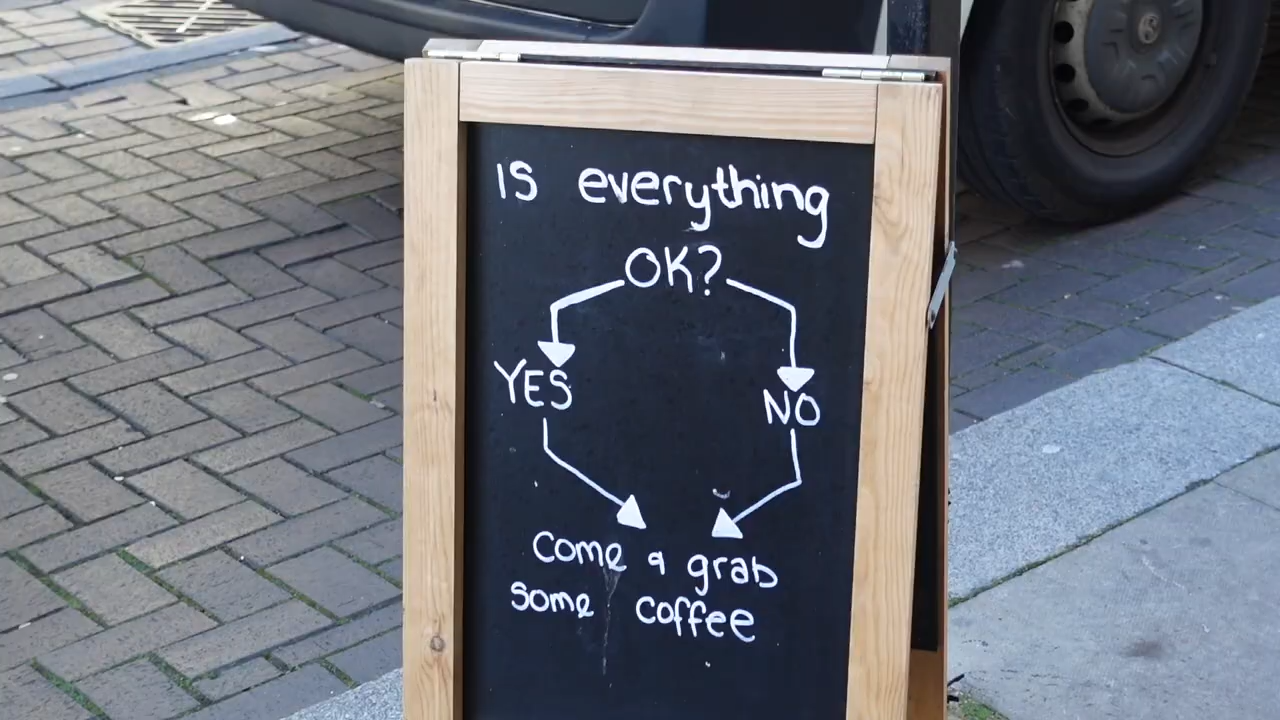 IS everything
OK?
YES
NO
Come & grab
some coffee